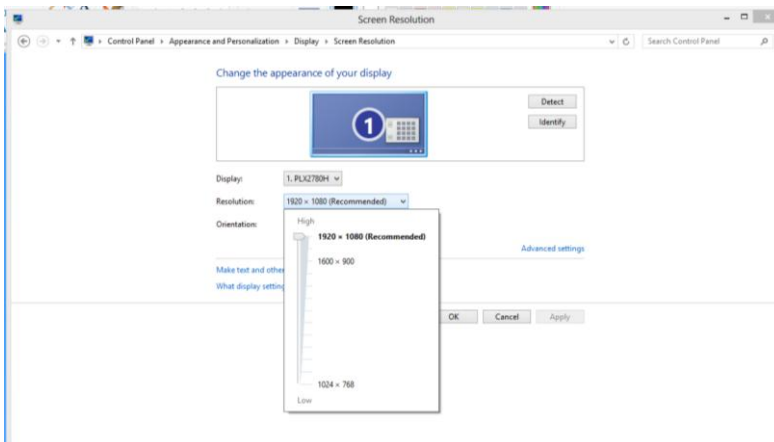 Screen Resolution
Control Panel › Appearance and Personalization › Display › Screen Resolution
Search Control Panel
Change the appearance of your display
1
Detect
Identify
Display:
1. PLX2780H
Resolution:
1920 × 1080 (Recommended)
Orientation:
High
1920 × 1080 (Recommended)
1600 × 900
Advanced settings
Make text and other
What display setting
OK
Cancel
Apply
1024 × 768
Low